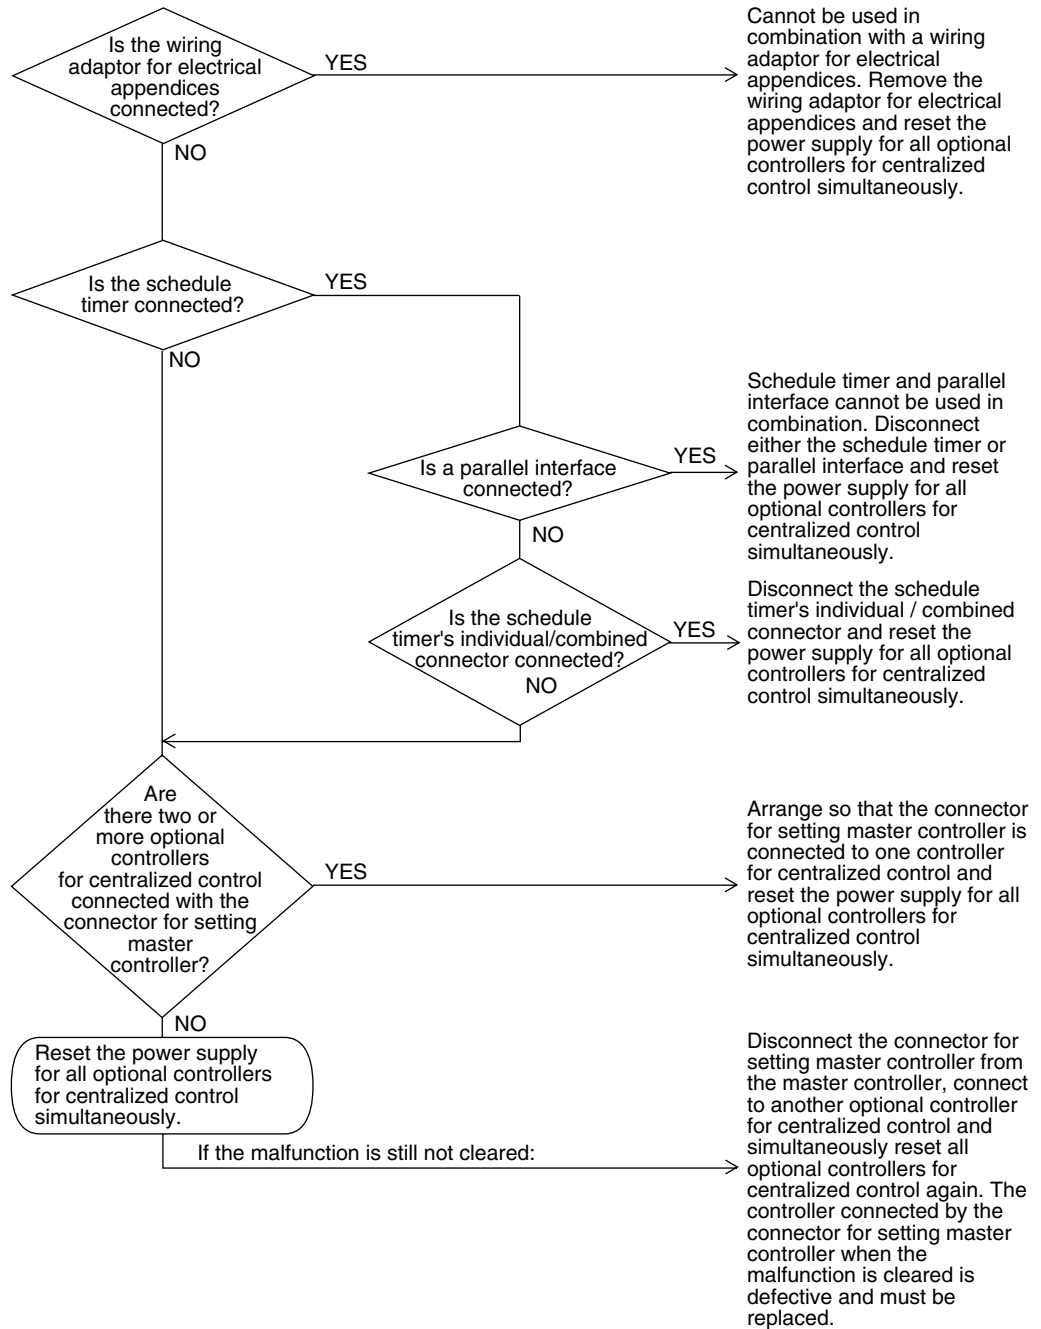 Is the wiring
adaptor for electrical
appendices
connected?
YES
Cannot be used in
combination with a wiring
adaptor for electrical
appendices. Remove the
wiring adaptor for electrical
appendices and reset the
power supply for all optional
controllers for centralized
control simultaneously.
NO
Is the schedule
timer connected?
YES
NO
Is a parallel interface
connected?
YES
Schedule timer and parallel
interface cannot be used in
combination. Disconnect
either the schedule timer or
parallel interface and reset
the power supply for all
optional controllers for
centralized control
simultaneously.
NO
Is the schedule
timer's individual/combined
connector connected?
YES
NO
Disconnect the schedule
timer's individual / combined
connector and reset the
power supply for all optional
controllers for centralized
control simultaneously.
Are
there two or
more optional
controllers
for centralized control
connected with the
connector for setting
master
controller?
YES
Arrange so that the connector
for setting master controller is
connected to one controller
for centralized control and
reset the power supply for all
optional controllers for
centralized control
simultaneously.
NO
Reset the power supply
for all optional controllers
for centralized control
simultaneously.
If the malfunction is still not cleared:
Disconnect the connector for
setting master controller from
the master controller, connect
to another optional controller
for centralized control and
simultaneously reset all
optional controllers for
centralized control again. The
controller connected by the
connector for setting master
controller when the
malfunction is cleared is
defective and must be
replaced.